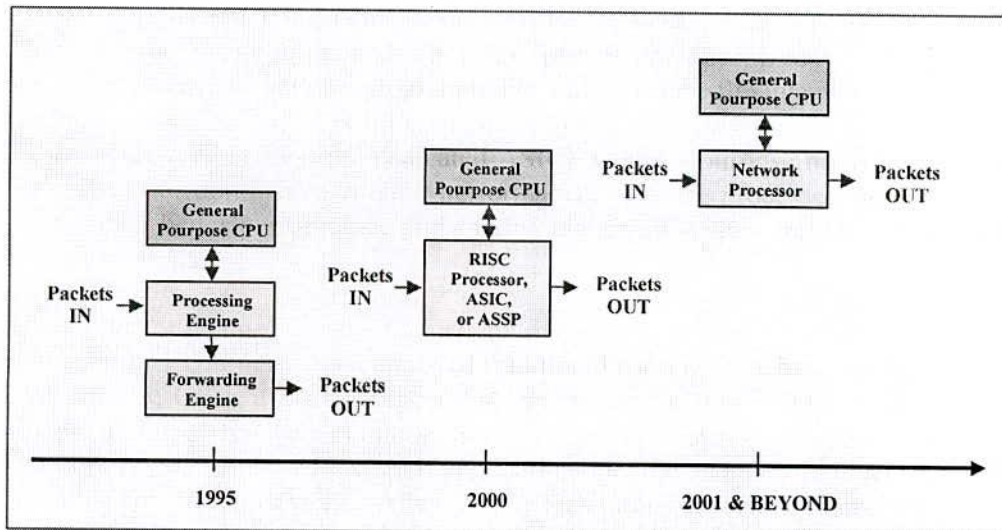 General
Pourpose CPU
Packets
IN
Processing
Engine
Forwarding
Engine
Packets
OUT
General
Pourpose CPU
Packets
IN
RISC
Processor,
ASIC,
or ASSP
Packets
OUT
General
Pourpose CPU
Packets
IN
Network
Processor
Packets
OUT
1995
2000
2001 & BEYOND